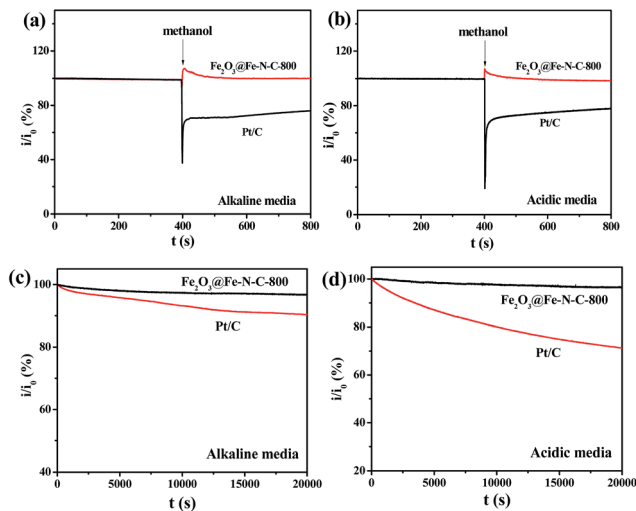 (a)
methanol
Fe₂O₃@Fe-N-C-800
Pt/C
Alkaline media
i/i₀ (%)
120
80
40
0
0 200 400 600 800
t (s)
(b)
methanol
Fe₂O₃@Fe-N-C-800
Pt/C
Acidic media
i/i₀ (%)
120
80
40
0
0 200 400 600 800
t (s)
(c)
Fe₂O₃@Fe-N-C-800
Pt/C
Alkaline media
i/i₀ (%)
100
80
60
40
0 5000 10000 15000 20000
t (s)
(d)
Fe₂O₃@Fe-N-C-800
Pt/C
Acidic media
i/i₀ (%)
100
80
60
40
20
0 5000 10000 15000 20000
t (s)